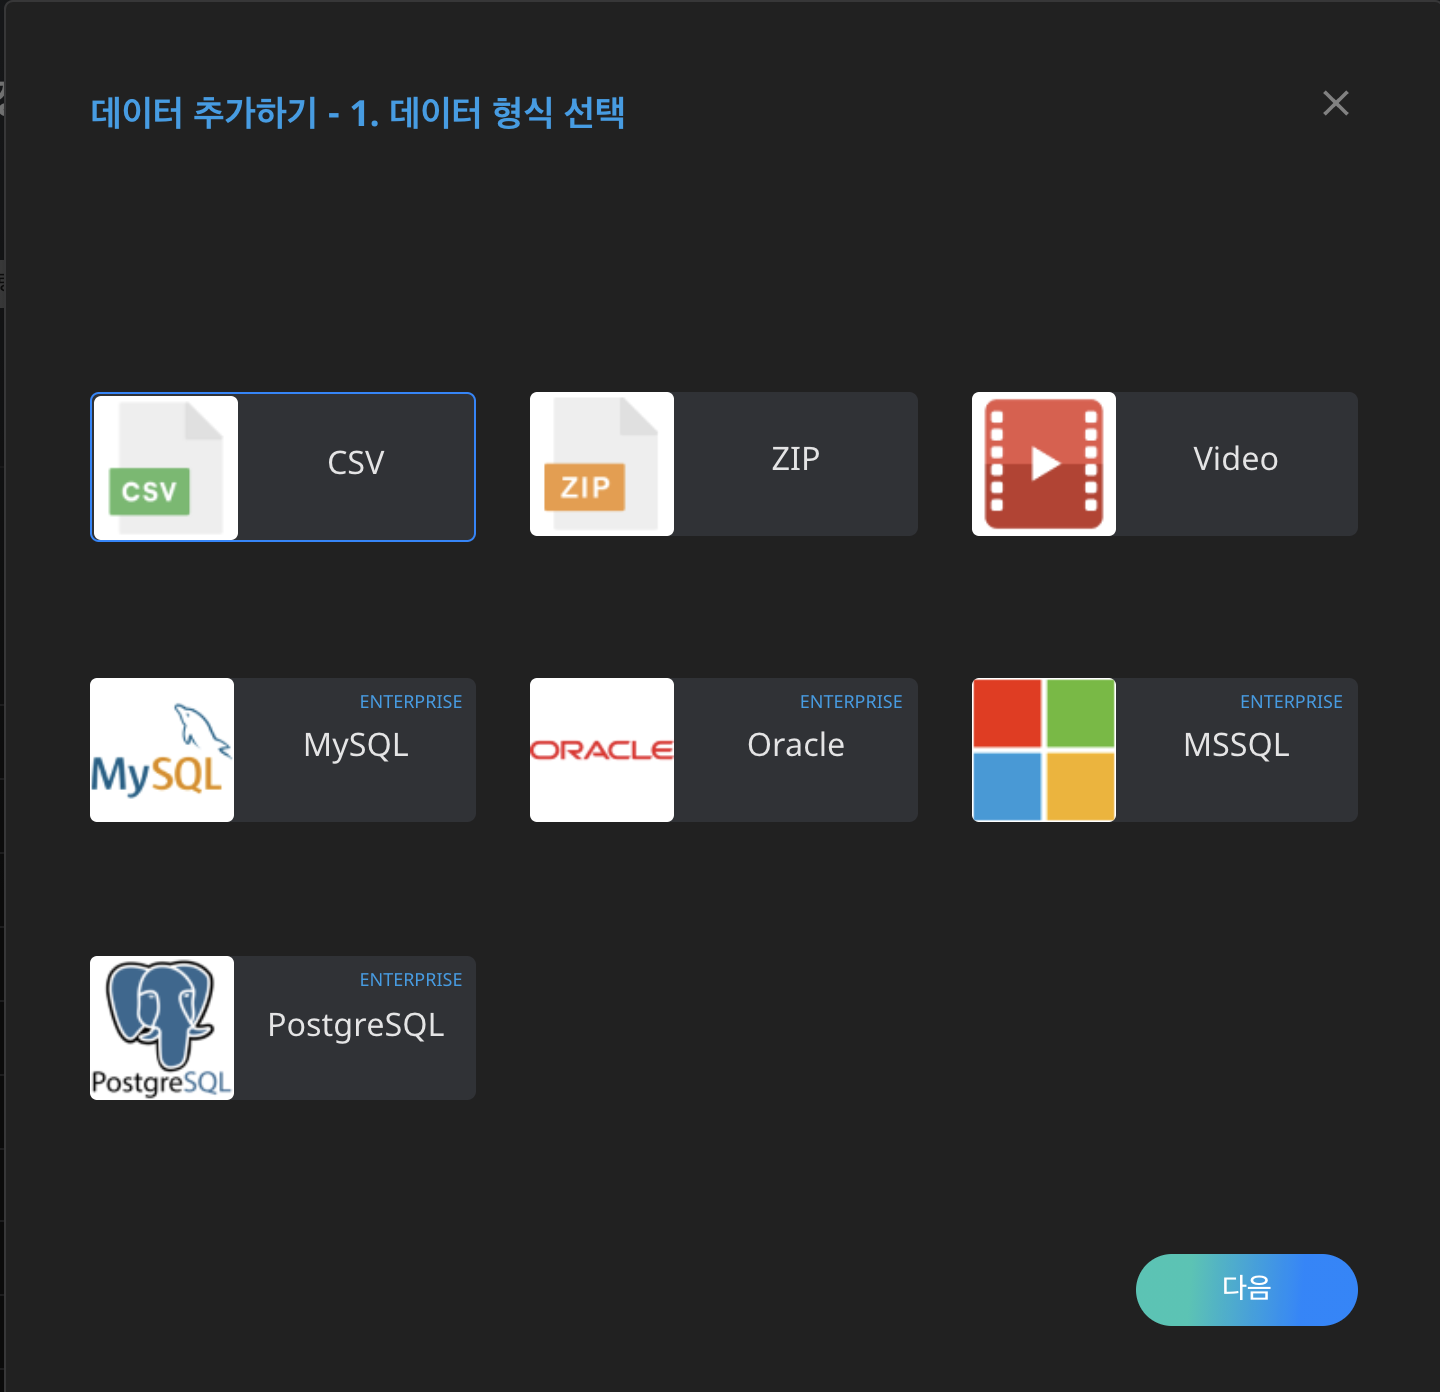 데이터 추가하기 - 1. 데이터 형식 선택
CSV
CSV
ZIP
ZIP
Video
MySQL
ENTERPRISE
MySQL
ORACLE
ENTERPRISE
Oracle
ENTERPRISE
MSSQL
PostgreSQL
ENTERPRISE
PostgreSQL
다음